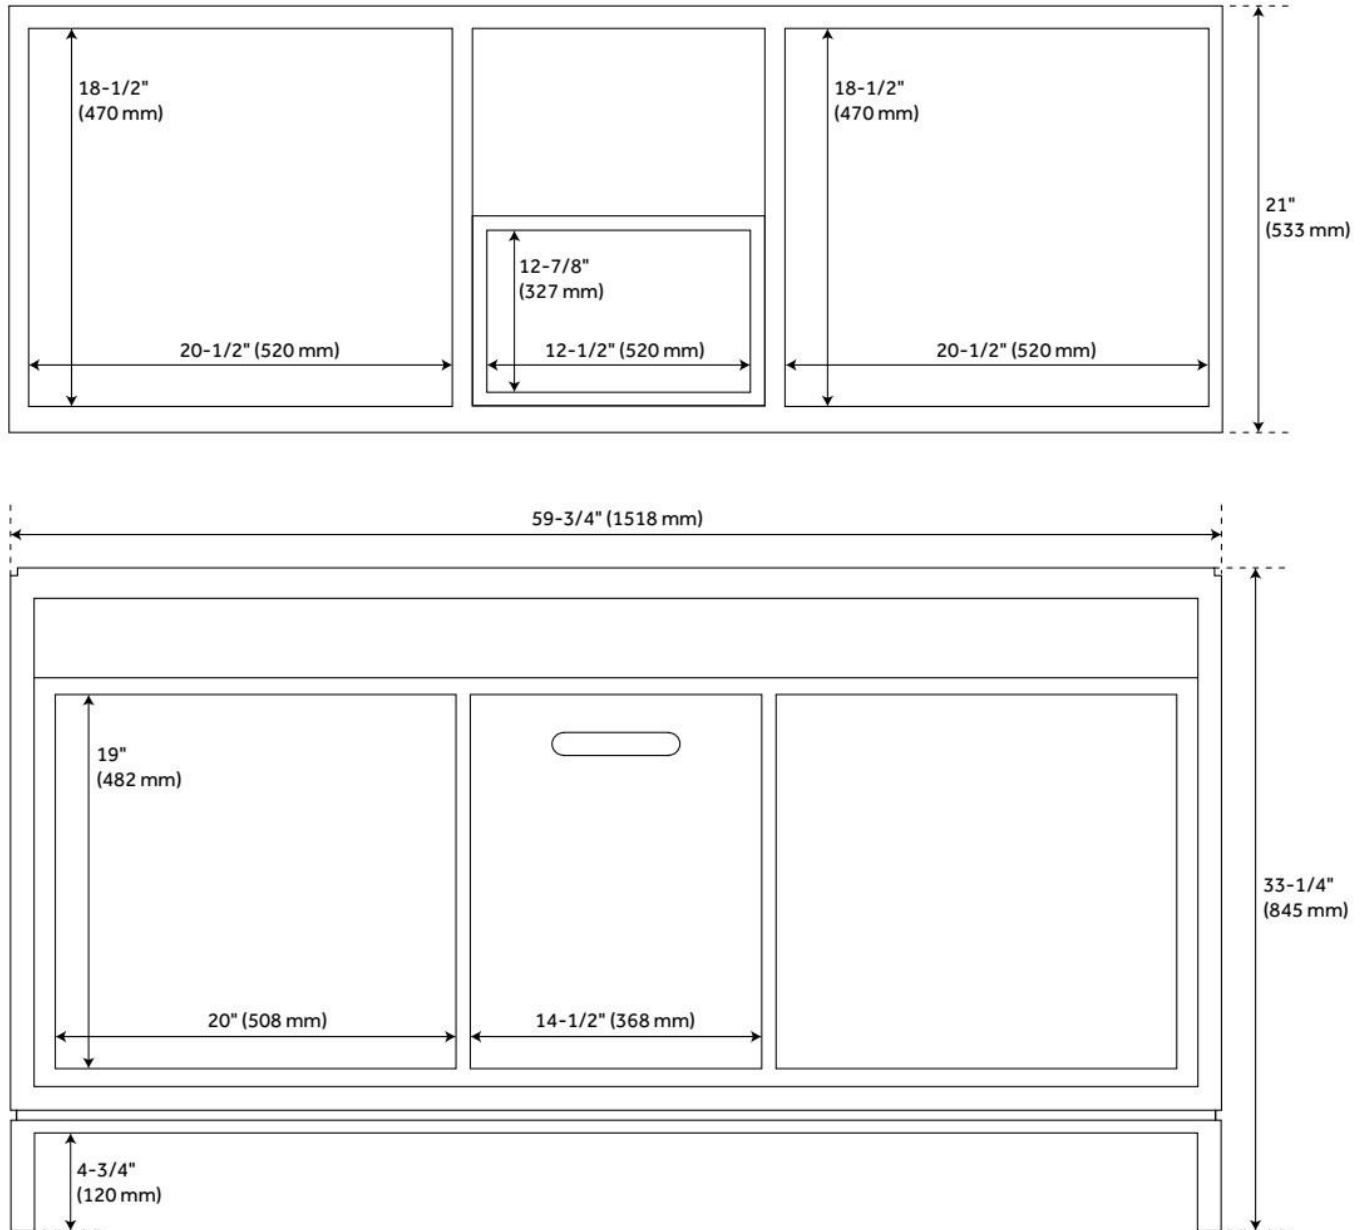 18-1/2"
(470 mm)
18-1/2"
(470 mm)
21"
(533 mm)
12-7/8"
(327 mm)
20-1/2" (520 mm)
12-1/2" (520 mm)
20-1/2" (520 mm)
59-3/4" (1518 mm)
19"
(482 mm)
33-1/4"
(845 mm)
20" (508 mm)
14-1/2" (368 mm)
4-3/4"
(120 mm)